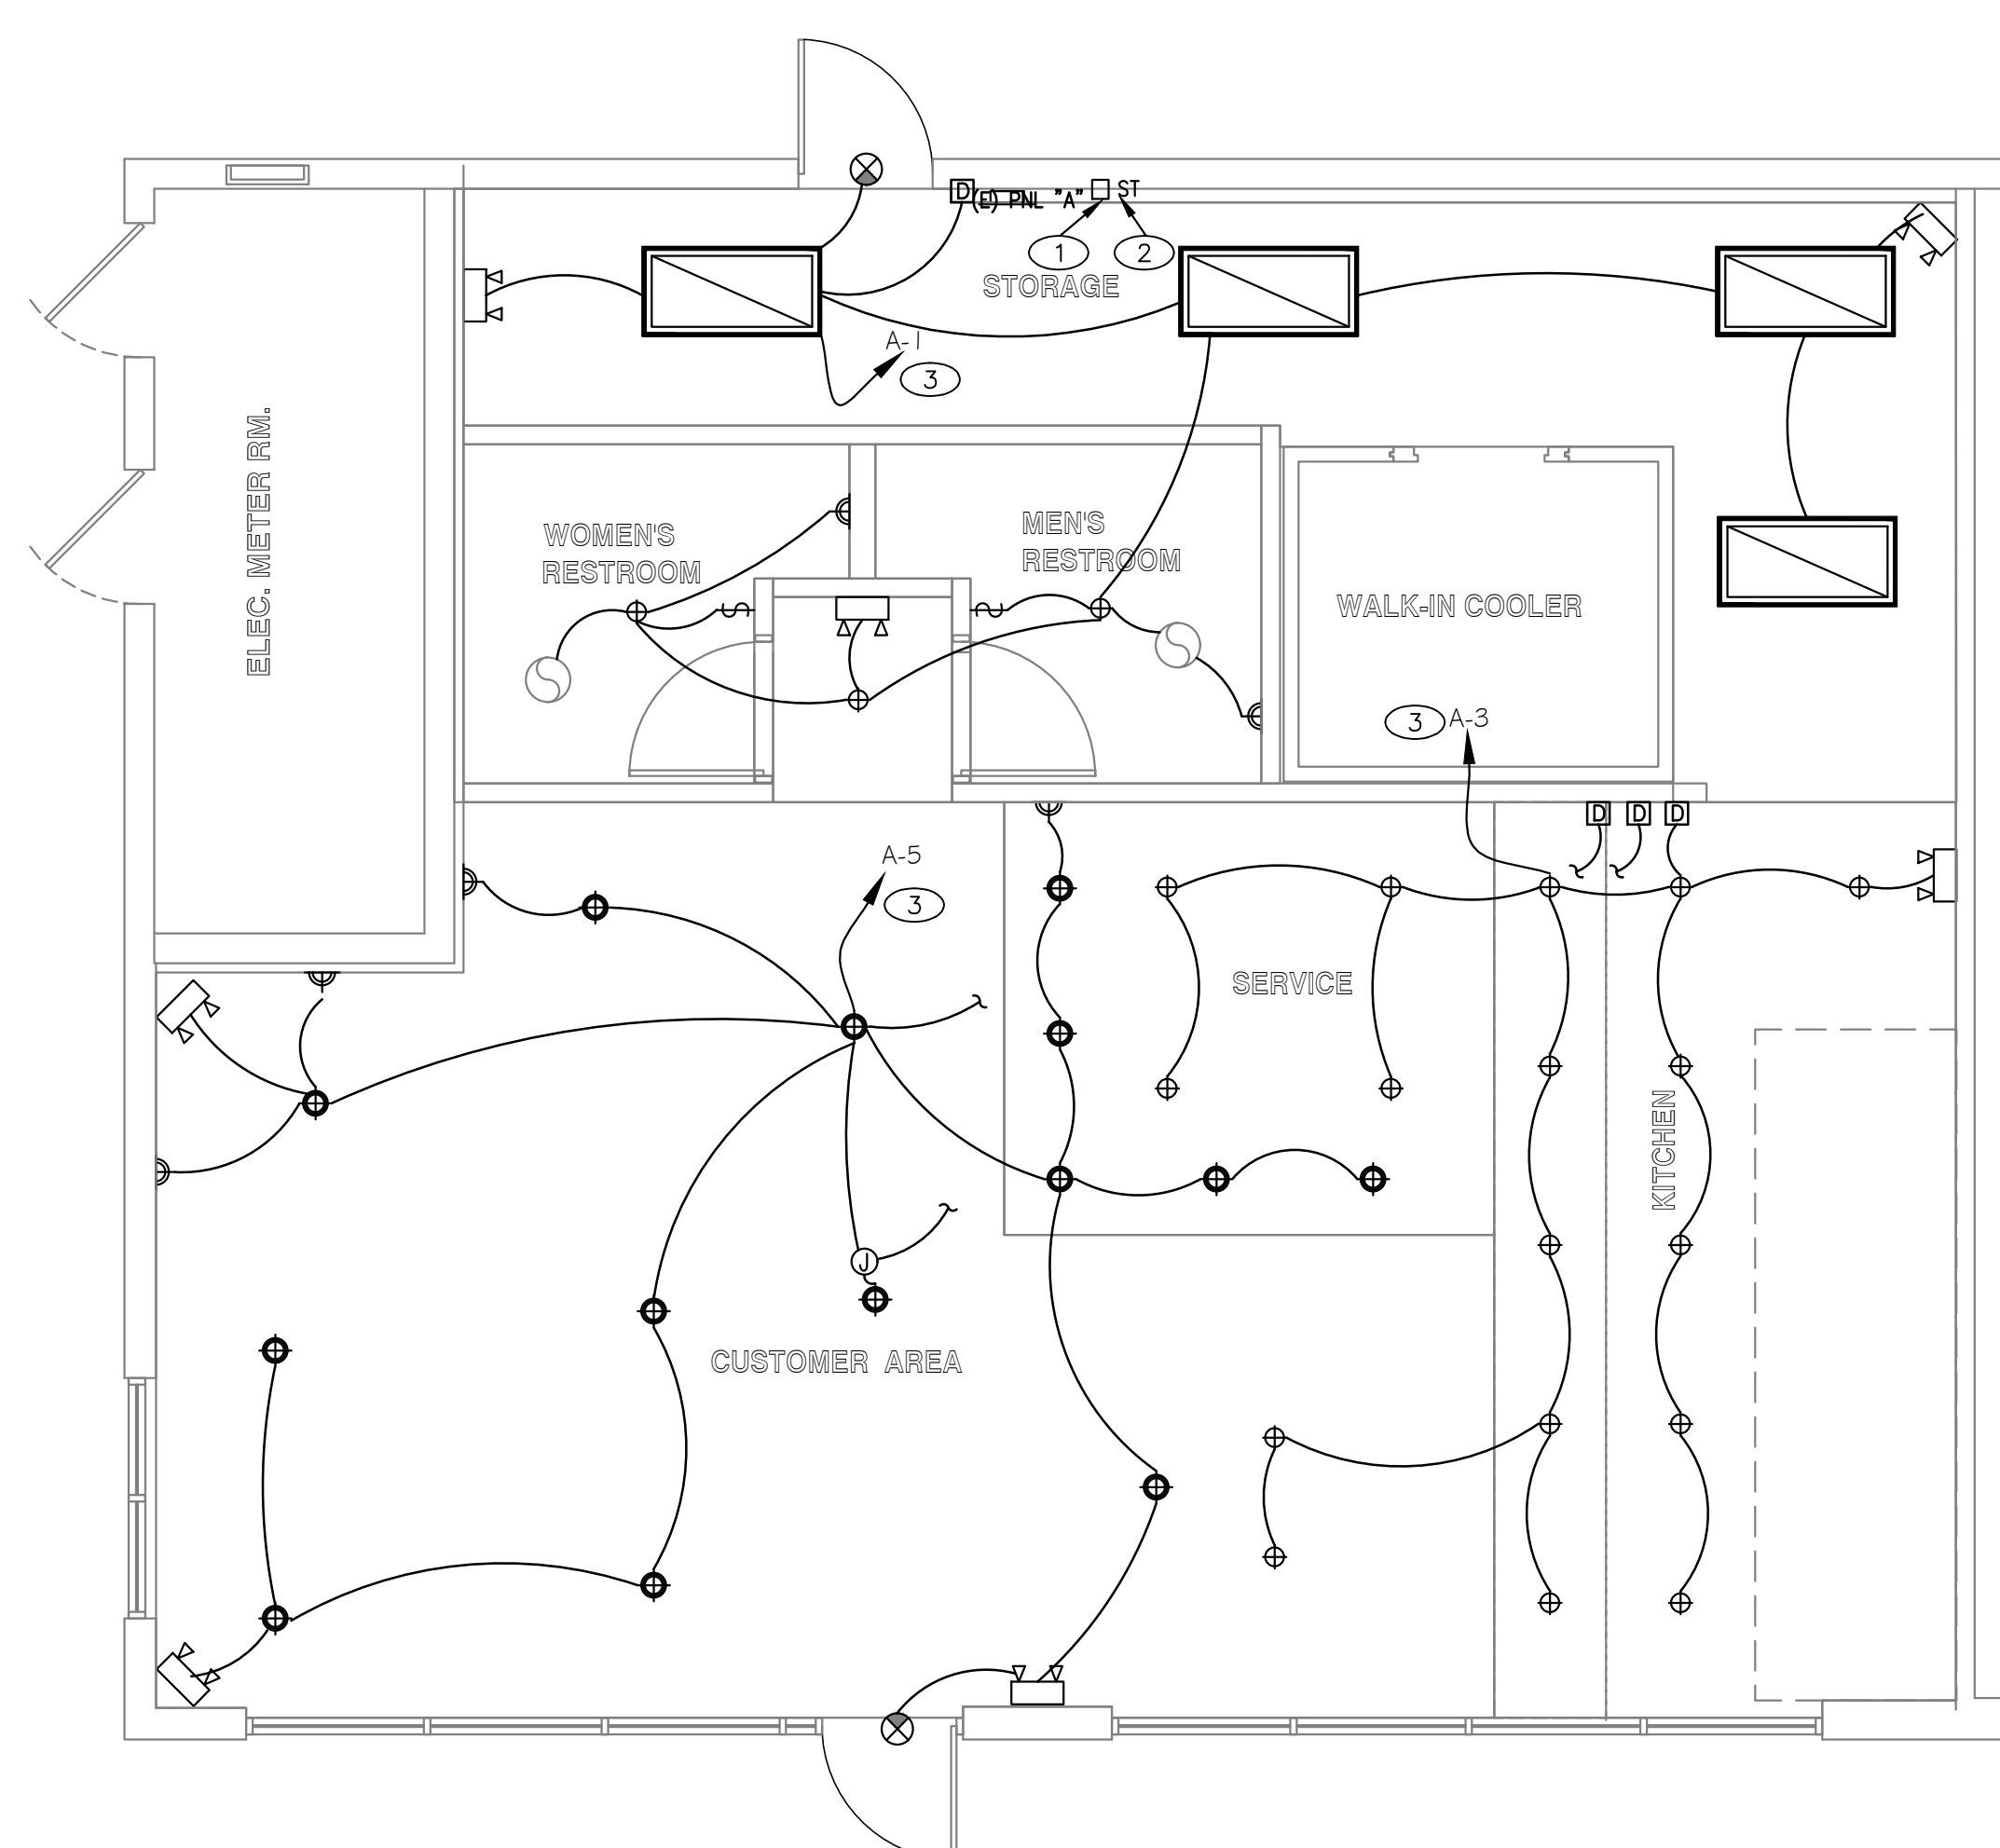 D
(E) PNL "A"
ST
1
2
STORAGE
A-1
3
ELEC. METER RM.
WOMEN'S
RESTROOM
MEN'S
RESTROOM
WALK-IN COOLER
3
A-3
D
D
D
A-5
3
SERVICE
KITCHEN
J
CUSTOMER AREA